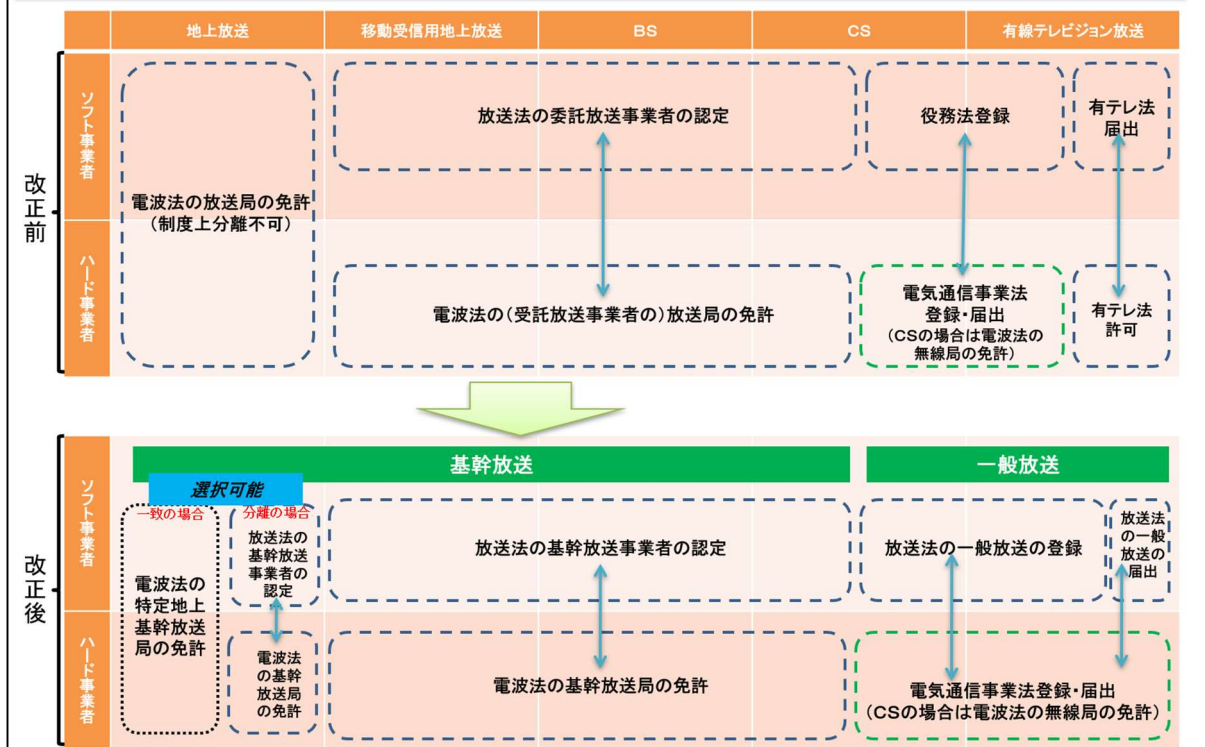 地上放送
移動受信用地上放送
BS
CS
有線テレビジョン放送
改正前
ソフト事業者
ハード事業者
電波法の放送局の免許
(制度上分離不可)
放送法の委託放送事業者の認定
役務法登録
有テレ法
届出
電波法の(受託放送事業者の)放送局の免許
電気通信事業法
登録・届出
(CSの場合は電波法の
無線局の免許)
有テレ法
許可
改正後
ソフト事業者
ハード事業者
基幹放送
一般放送
選択可能
一致の場合
分離の場合
電波法の
特定地上
基幹放送
局の免許
放送法の
基幹放送
事業者の
認定
放送法の基幹放送事業者の認定
放送法の一般放送の登録
放送法
の一般
放送の
届出
電波法
の基幹
放送局
の免許
電波法の基幹放送局の免許
電気通信事業法登録・届出
(CSの場合は電波法の無線局の免許)